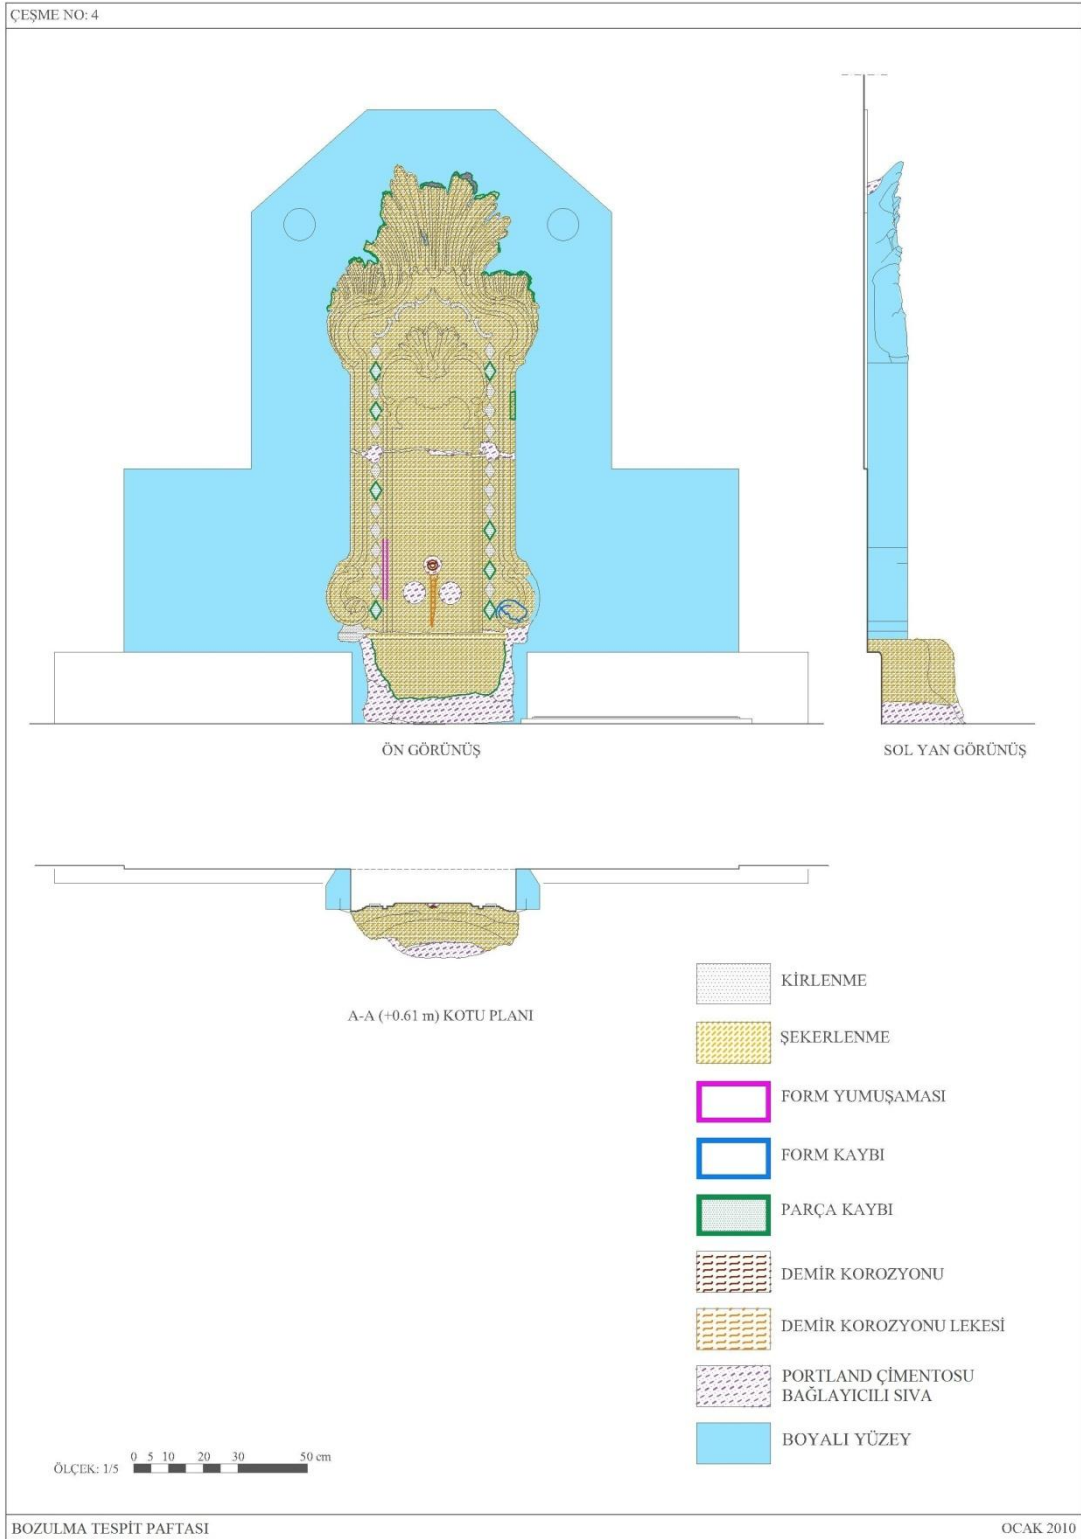 ÇEŞME NO: 4
ÖN GÖRÜNÜŞ
SOL YAN GÖRÜNÜŞ
A-A (+0.61 m) KOTU PLANI
KİRLENME
ŞEKERLENME
FORM YUMUŞAMASI
FORM KAYBI
PARÇA KAYBI
DEMİR KOROZYONU
DEMİR KOROZYONU LEKESİ
PORTLAND ÇİMENTOSU
BAĞLAYICILI SIVA
BOYALI YÜZEY
0 5 10 20 30 50 cm
ÖLÇEK: 1/5
BOZULMA TESPİT PAFTASI
OCAK 2010